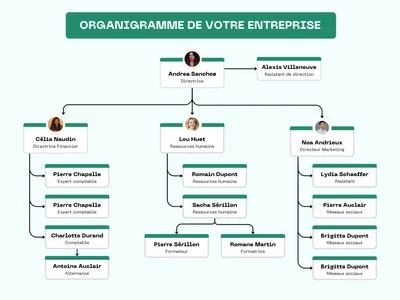 ORGANIGRAMME DE VOTRE ENTREPRISE
Andrea Sanchez
Directrice
Alexis Villeneuve
Assistant de direction
Célia Naudin
Directrice Financier
Lou Huet
Ressources humaine
Noa Andrieux
Directeur Marketing
Pierre Chapelle
Expert comptable
Pierre Chapelle
Expert comptable
Charlotte Durand
Comptable
Antoine Auclair
Alternance
Romain Dupont
Ressources humaine
Sacha Sérillon
Ressources humaine
Pierre Sérillon
Formateur
Romane Martin
Formatrice
Lydia Schaeffer
Assistant
Pierre Auclair
Réseaux sociaux
Brigitte Dupont
Réseaux sociaux
Brigitte Dupont
Réseaux sociaux